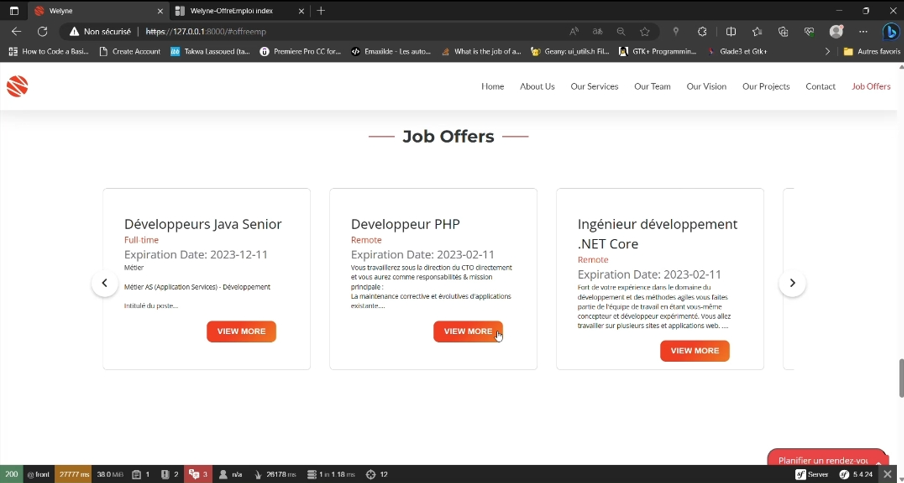 Welyne
Welyne-OffreEmploi index
Non sécurisé
https://127.0.0.1:8000/#offreemp
How to Code a Basi...
Create Account
Takwa Lassoued (ta...
Premiere Pro CC for...
Emaxilde - Les auto...
What is the job of a...
Geany: ui_utils.h Fil...
GTK+ Programmin...
Glade3 et Gtk+
Autres favoris
Home
About Us
Our Services
Our Team
Our Vision
Our Projects
Contact
Job Offers
Job Offers
Développeurs Java Senior
Full-time
Expiration Date: 2023-12-11
Métier
Métier AS (Application Services) - Développement
Intitulé du poste...
VIEW MORE
Developpeur PHP
Remote
Expiration Date: 2023-02-11
Vous travaillerez sous la direction du CTO directement
et vous aurez comme responsabilités & mission
principale :
La maintenance corrective et évolutives d'applications
existante....
VIEW MORE
Ingénieur développement
.NET Core
Remote
Expiration Date: 2023-02-11
Fort de votre expérience dans le domaine du
développement et des méthodes agiles vous faites
partie de l'équipe de travail en étant vous-même
concepteur et développeur expérimenté. Vous allez
travailler sur plusieurs sites et applications web. ...
VIEW MORE
Planifier un rendez-vou
200
@ front
27777 ms
38.0 MiB
1
2
3
n/a
26178 ms
1 in 1.18 ms
12
Server
5.4.24